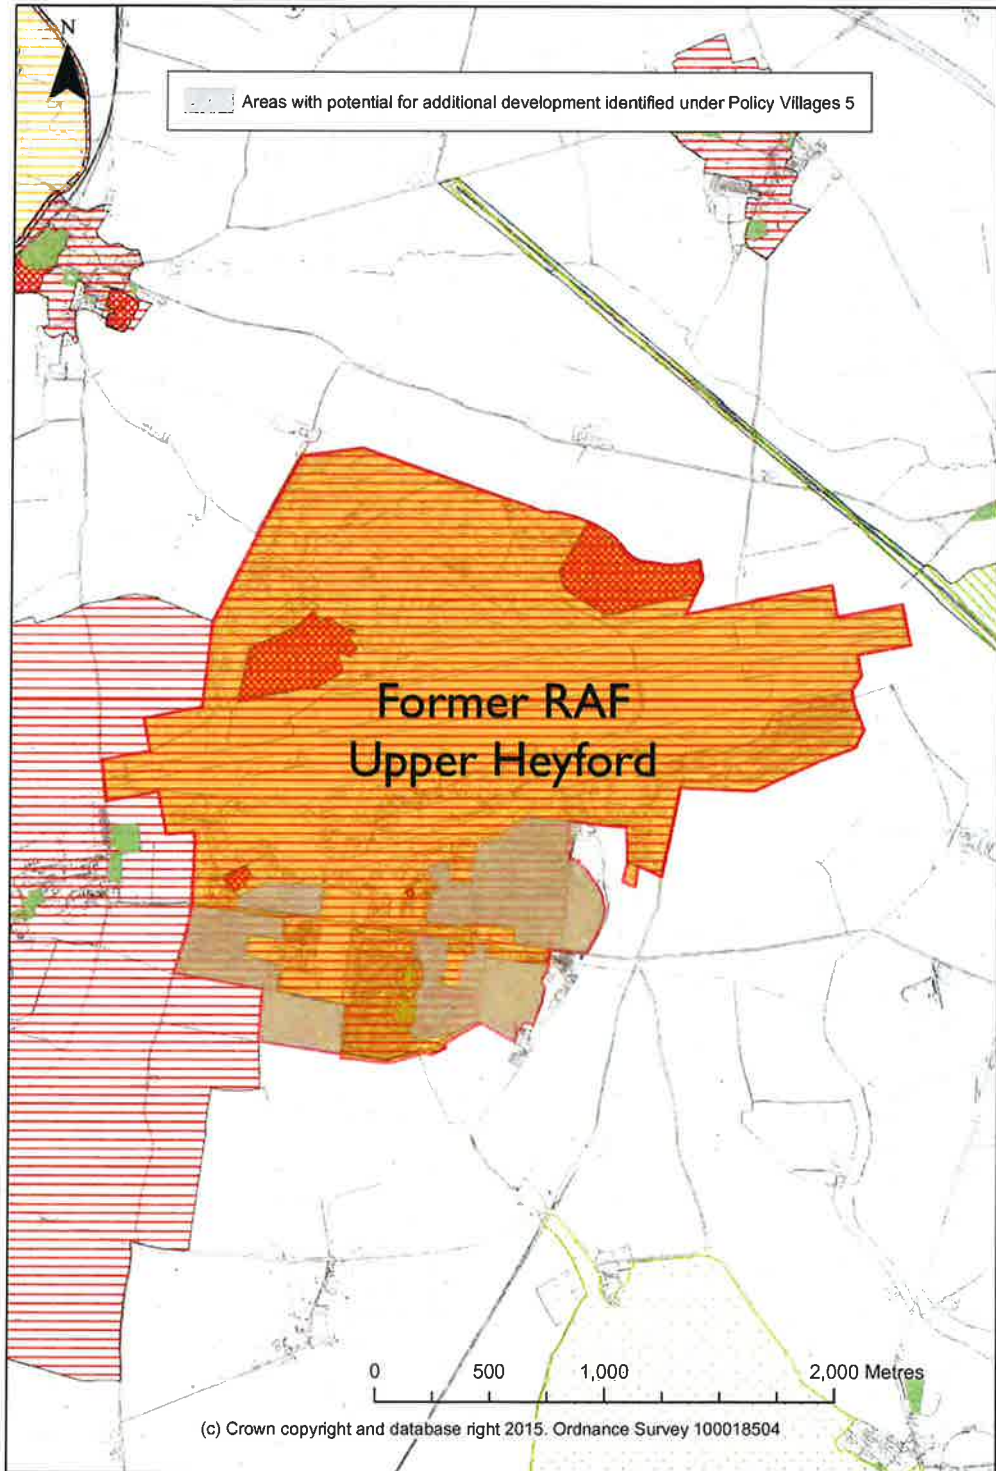 N
Areas with potential for additional development identified under Policy Villages 5
Former RAF
Upper Heyford
0 500 1,000 2,000 Metres
(c) Crown copyright and database right 2015. Ordnance Survey 100018504